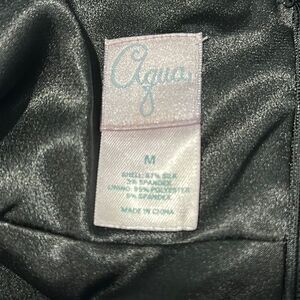 Aqua
M
SHELL: 97% SILK
3% SPANDEX
LINING: 95% POLYESTER
5% SPANDEX
MADE IN CHINA